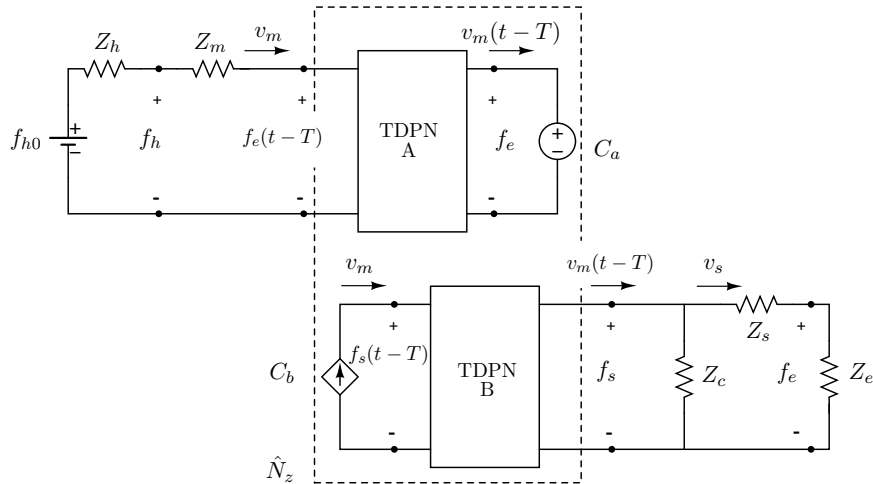 Z_h Z_m v_m v_m(t−T)
+ + +
f_h0 + − f_h f_e(t−T) TDPN A f_e + − C_a
- - -
v_m v_m(t−T) v_s
+ + Z_s +
C_b f_s(t−T) TDPN B f_s Z_c f_e Z_e
- - -
N̂_z